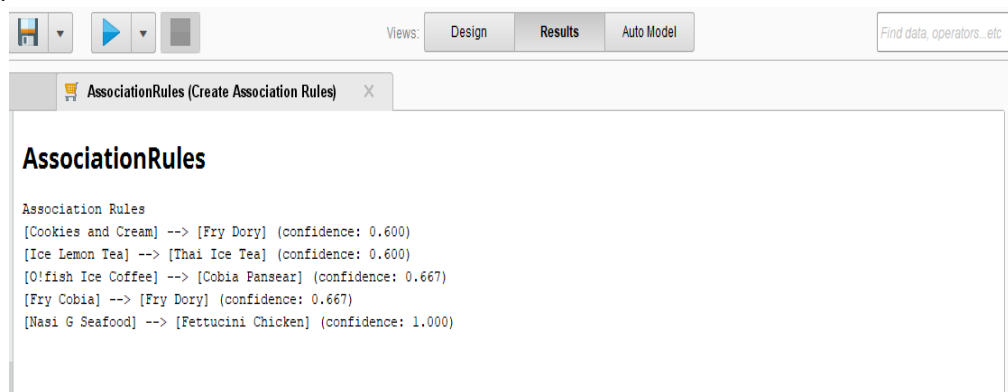 Views: Design Results Auto Model Find data, operators...etc
AssociationRules (Create Association Rules)
AssociationRules
Association Rules
[Cookies and Cream] --> [Fry Dory] (confidence: 0.600)
[Ice Lemon Tea] --> [Thai Ice Tea] (confidence: 0.600)
[O!fish Ice Coffee] --> [Cobia Pansear] (confidence: 0.667)
[Fry Cobia] --> [Fry Dory] (confidence: 0.667)
[Nasi G Seafood] --> [Fettucini Chicken] (confidence: 1.000)